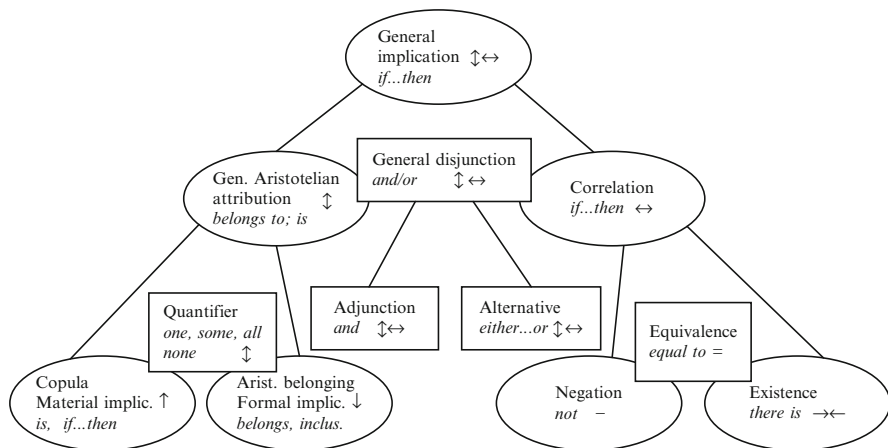 General
implication ↕↔
if...then
General disjunction
and/or ↕↔
Gen. Aristotelian
attribution ↕
belongs to; is
Correlation
if...then ↔
Adjunction
and ↕↔
Alternative
either...or ↕↔
Quantifier
one, some, all
none ↕
Equivalence
equal to =
Copula
Material implic. ↑
is, if...then
Arist. belonging
Formal implic. ↓
belongs, inclus.
Negation
not –
Existence
there is →←